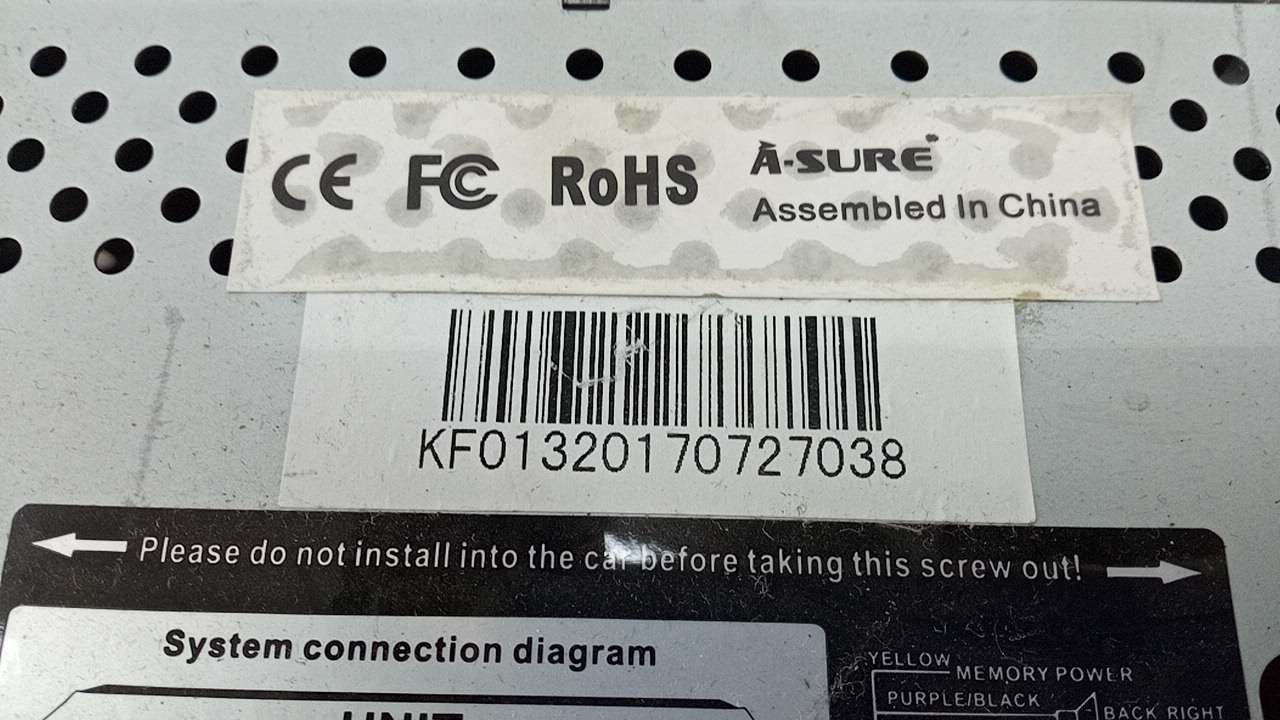 CE FC RoHS A-SURE
Assembled In China
KF01320170727038
Please do not install into the car before taking this screw out!
System connection diagram
YELLOW
MEMORY POWER
PURPLE/BLACK
BACK RIGHT
UNIT